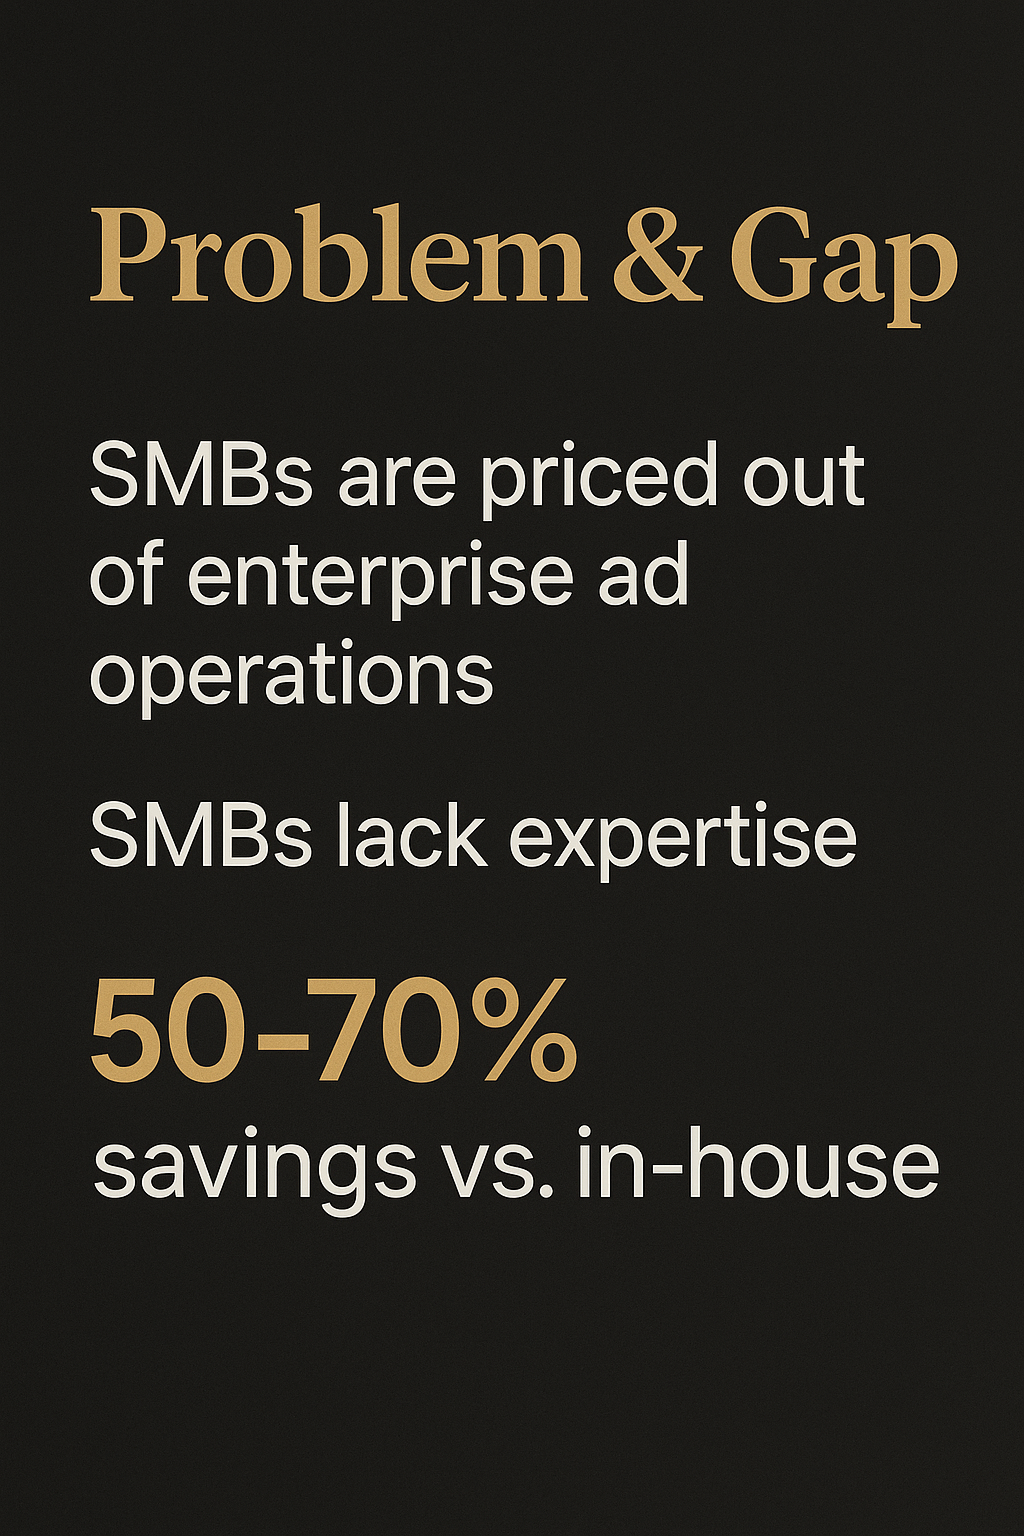 Problem & Gap
SMBs are priced out
of enterprise ad
operations
SMBs lack expertise
50–70%
savings vs. in-house